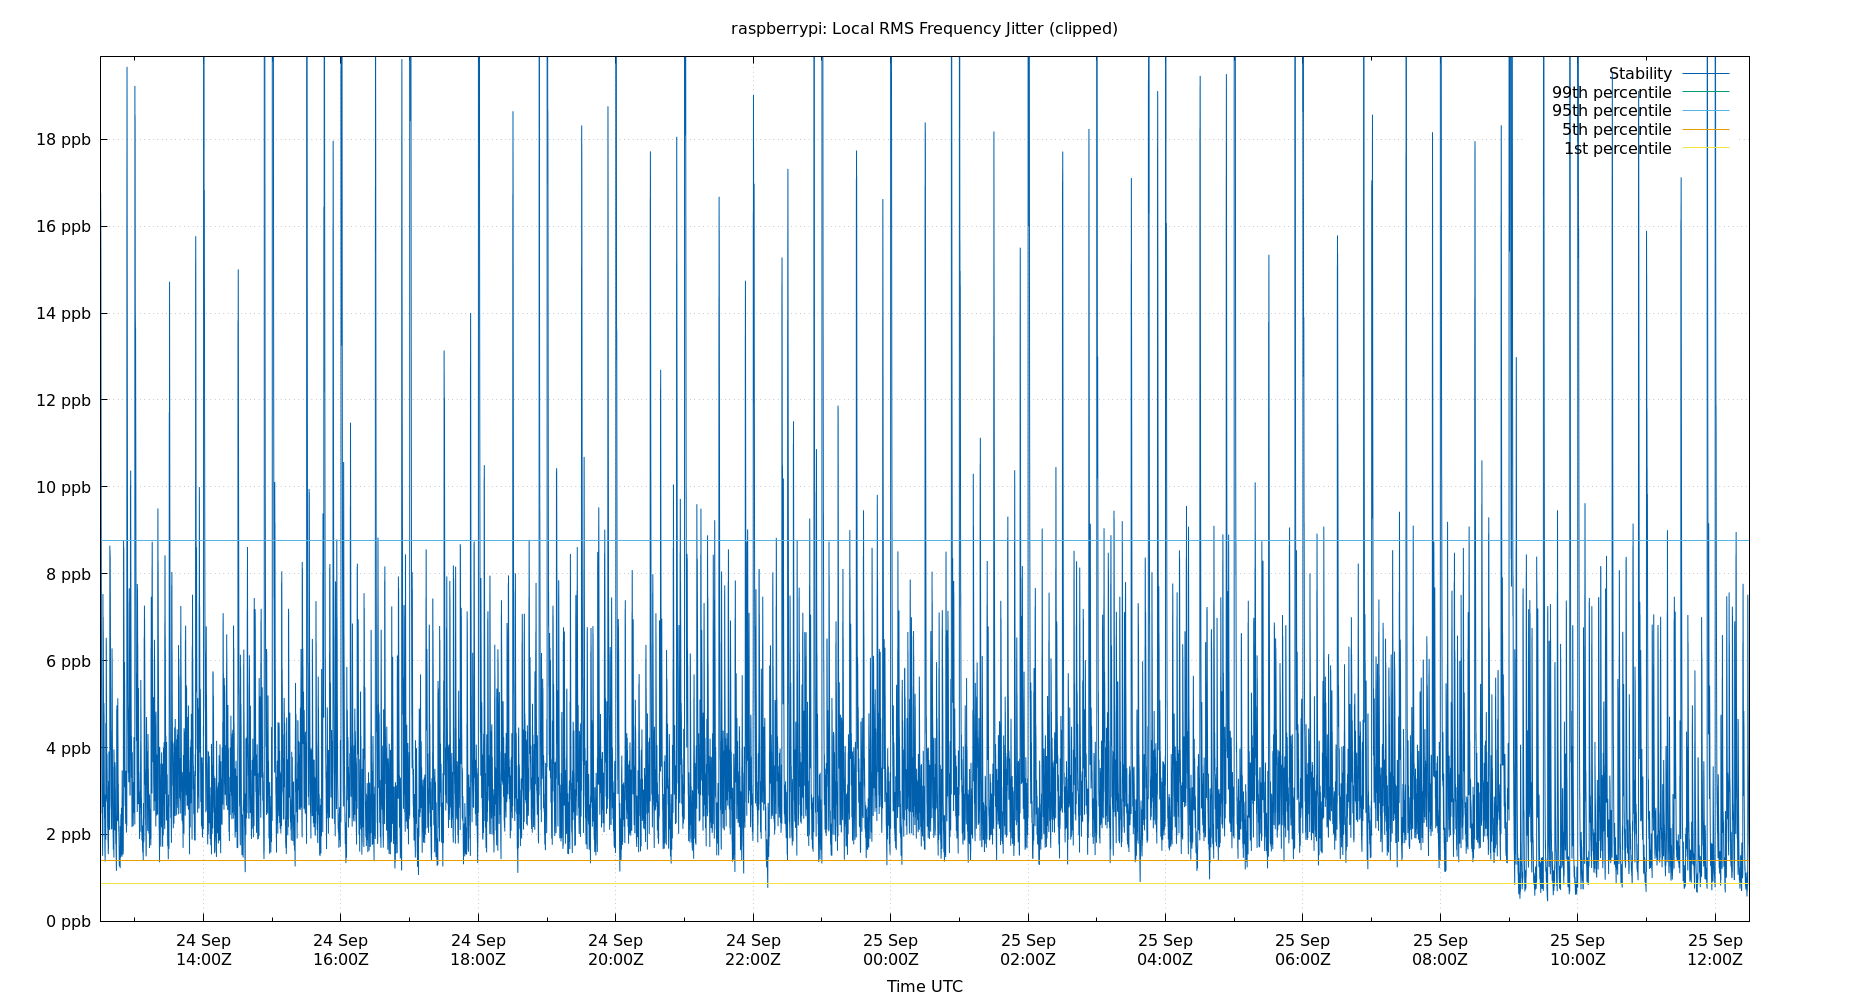 raspberrypi: Local RMS Frequency Jitter (clipped)
Stability
99th percentile
95th percentile
5th percentile
1st percentile
18 ppb
16 ppb
14 ppb
12 ppb
10 ppb
8 ppb
6 ppb
4 ppb
2 ppb
0 ppb
24 Sep 24 Sep 24 Sep 24 Sep 24 Sep 25 Sep 25 Sep 25 Sep 25 Sep 25 Sep 25 Sep 25 Sep
14:00Z 16:00Z 18:00Z 20:00Z 22:00Z 00:00Z 02:00Z 04:00Z 06:00Z 08:00Z 10:00Z 12:00Z
Time UTC